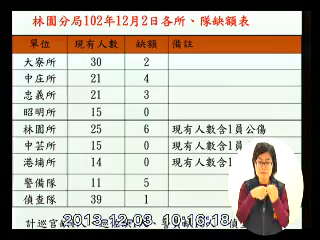 林園分局102年12月2日各所、隊缺額表
單位 現有人數 缺額 備註
大寮所 30 2
中庄所 21 4
忠義所 21 3
昭明所 15 0
林園所 25 6 現有人數含1員公傷
中芸所 15 0 現有人數含1
港埔所 14 0 現有人數含1
警備隊 11 5
偵查隊 39 1
2013-12-03 10:13:18